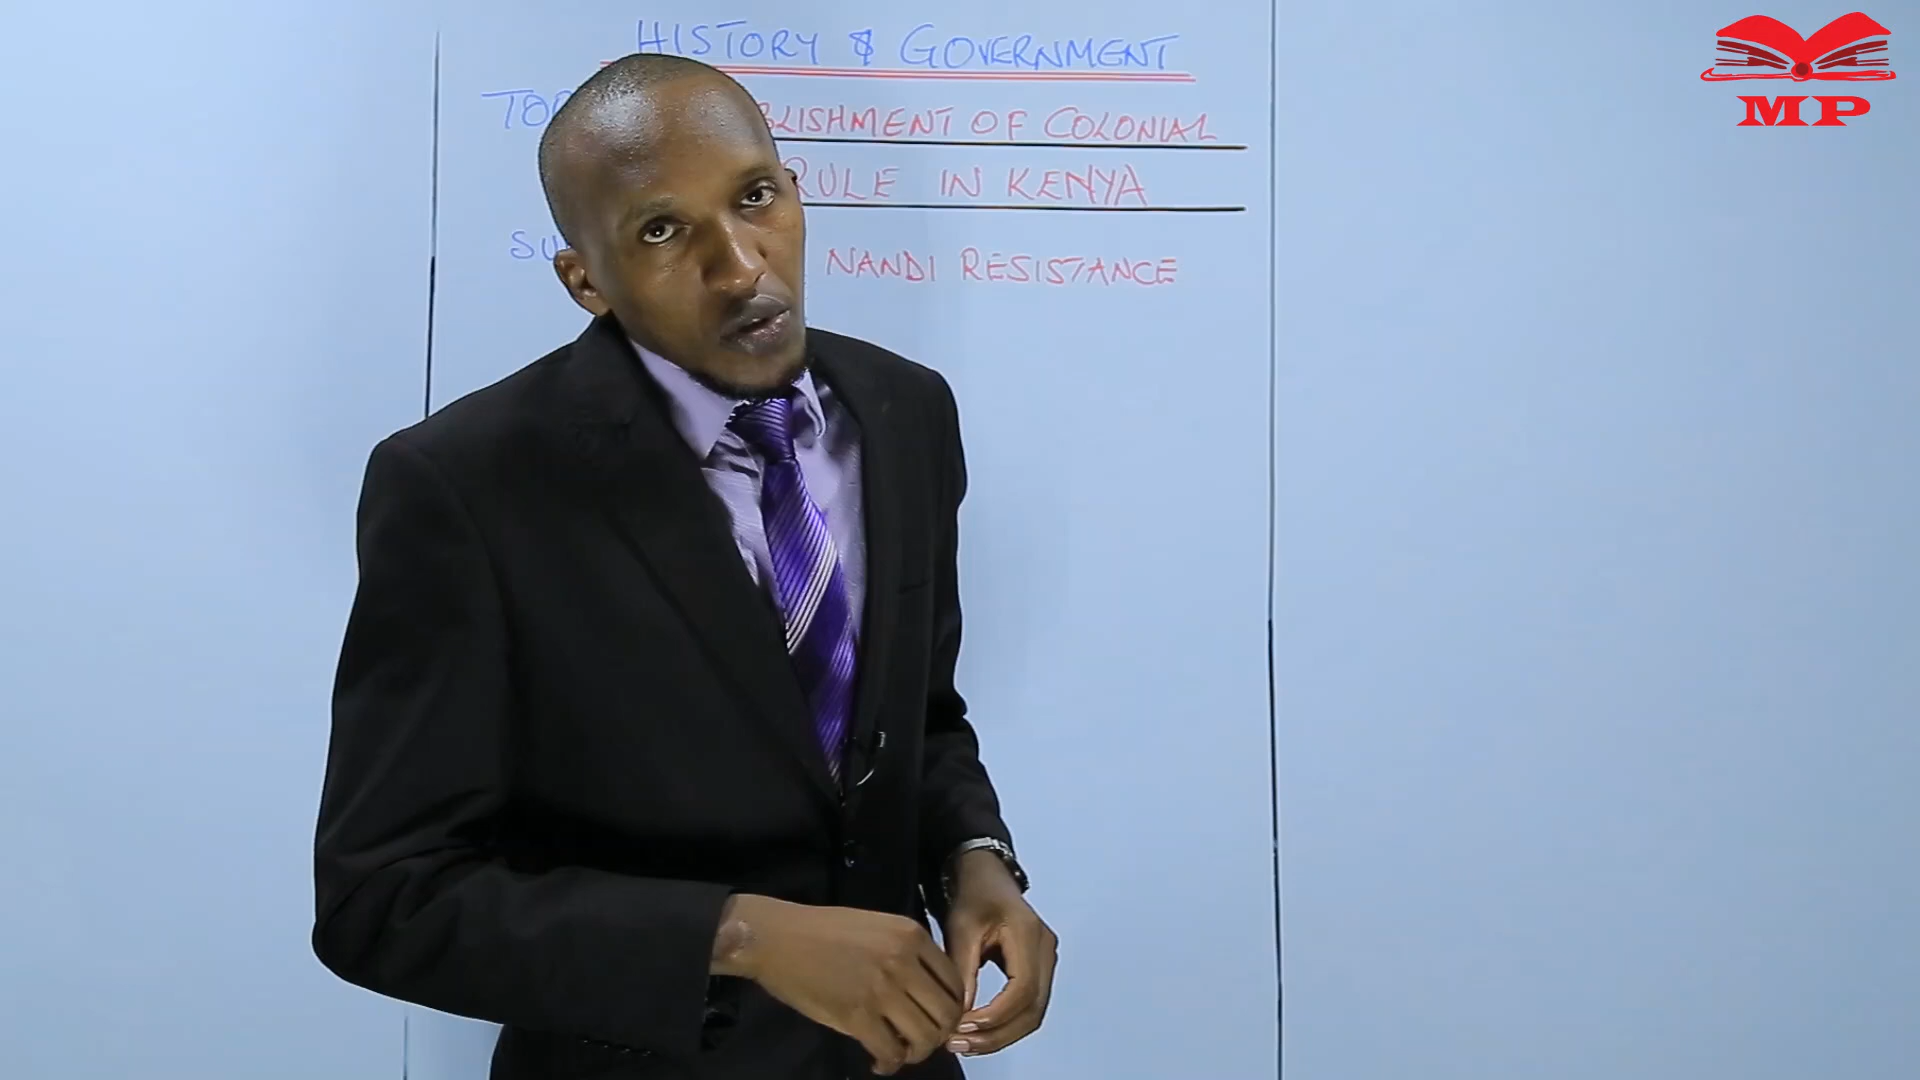 HISTORY & GOVERNMENT
BLISHMENT OF COLONIAL
RULE IN KENYA
NANDI RESISTANCE
MP